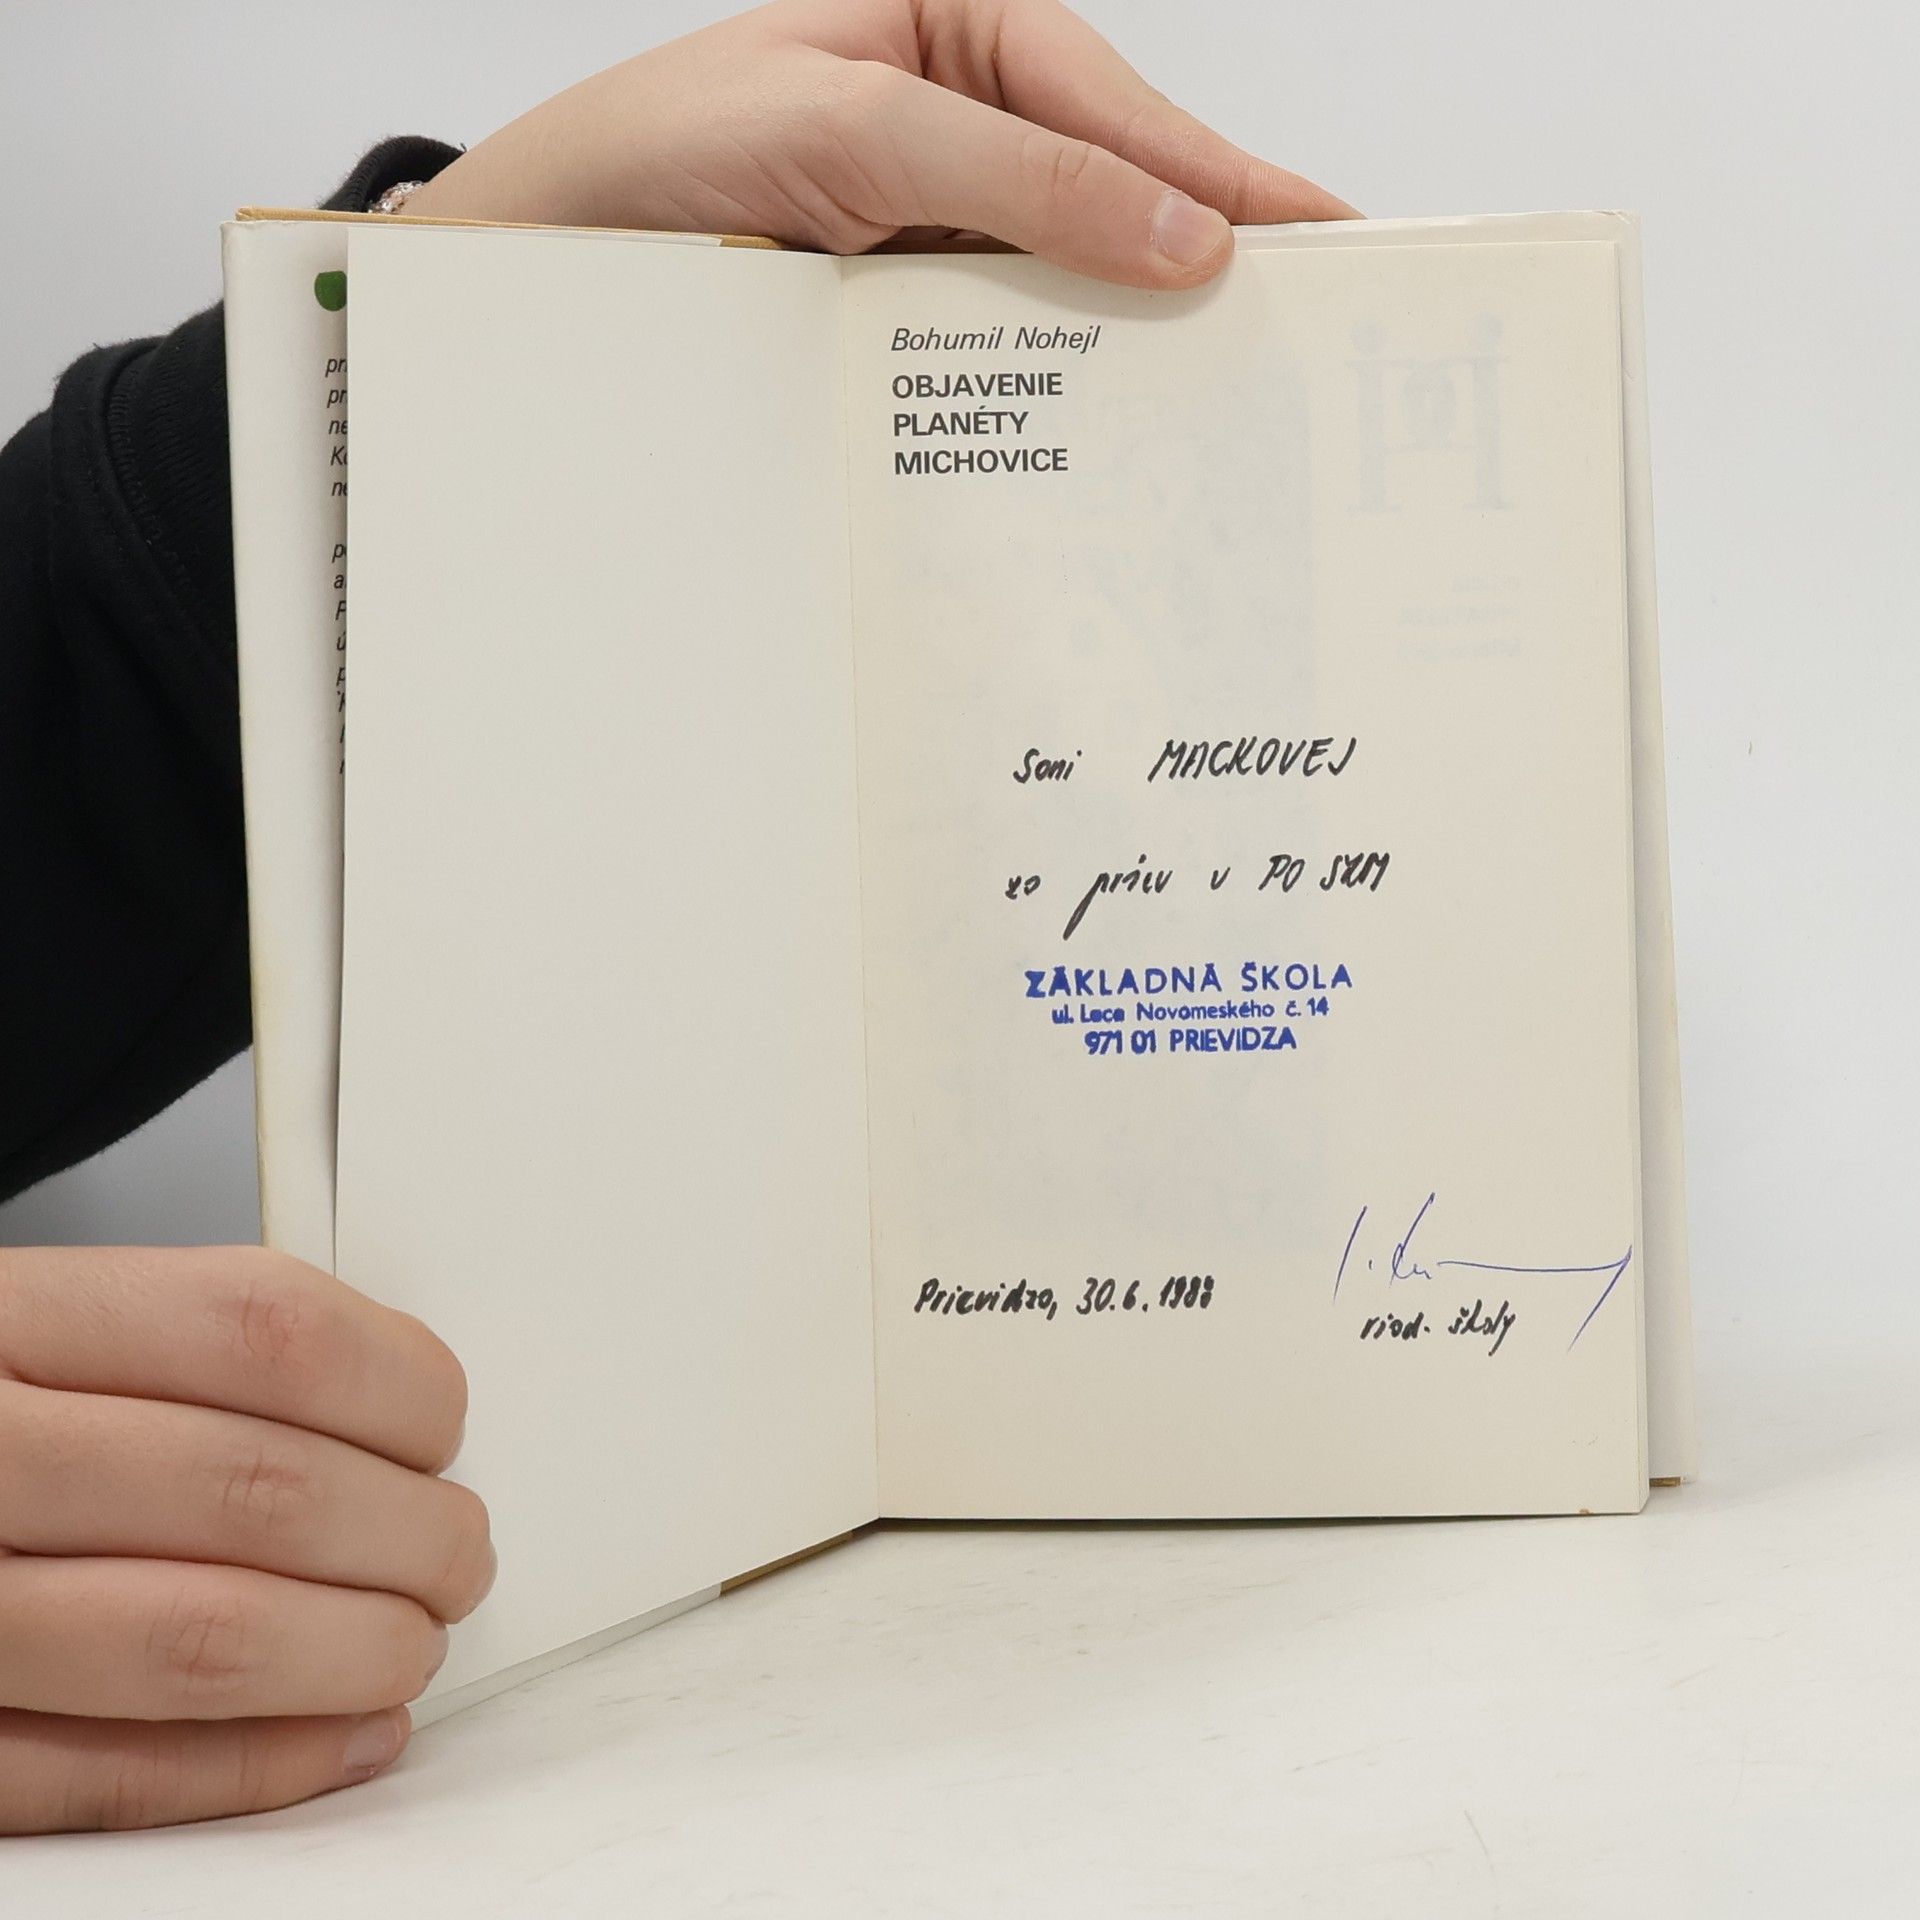 Bohumil Nohejl
OBJAVENIE
PLANÉTY
MICHOVICE
Soni MACKOVEJ
za prácu v PO SZM
ZÁKLADNÁ ŠKOLA
ul. Laca Novomeského č. 14
971 01 PRIEVIDZA
Prievidza, 30.6.
riad. školy